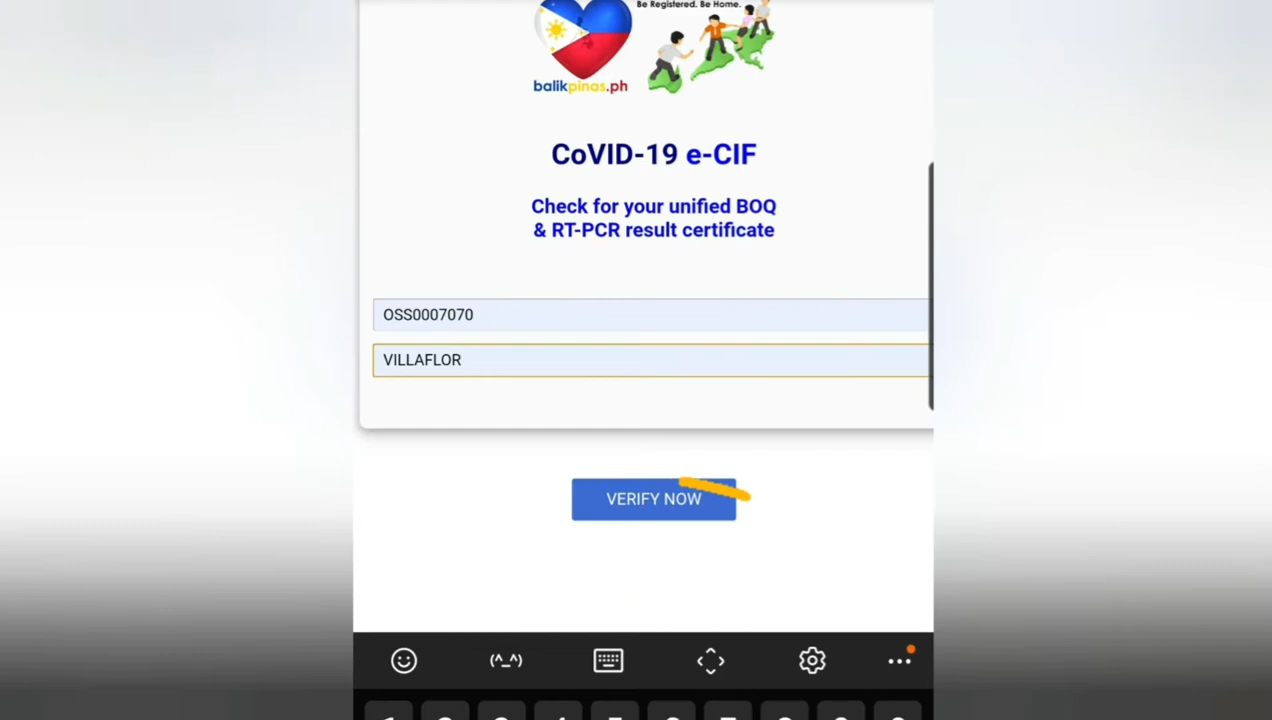 Be Registered. Be Home.
balikpinas.ph
CoVID-19 e-CIF
Check for your unified BOQ
& RT-PCR result certificate
OSS0007070
VILLAFLOR
VERIFY NOW
(^_^)